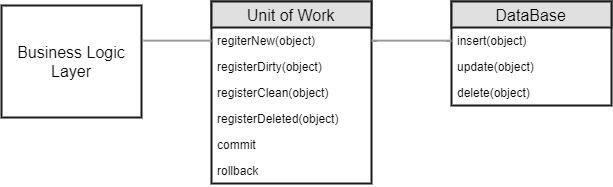 Business Logic
Layer
Unit of Work
regiterNew(object)
registerDirty(object)
registerClean(object)
registerDeleted(object)
commit
rollback
DataBase
insert(object)
update(object)
delete(object)